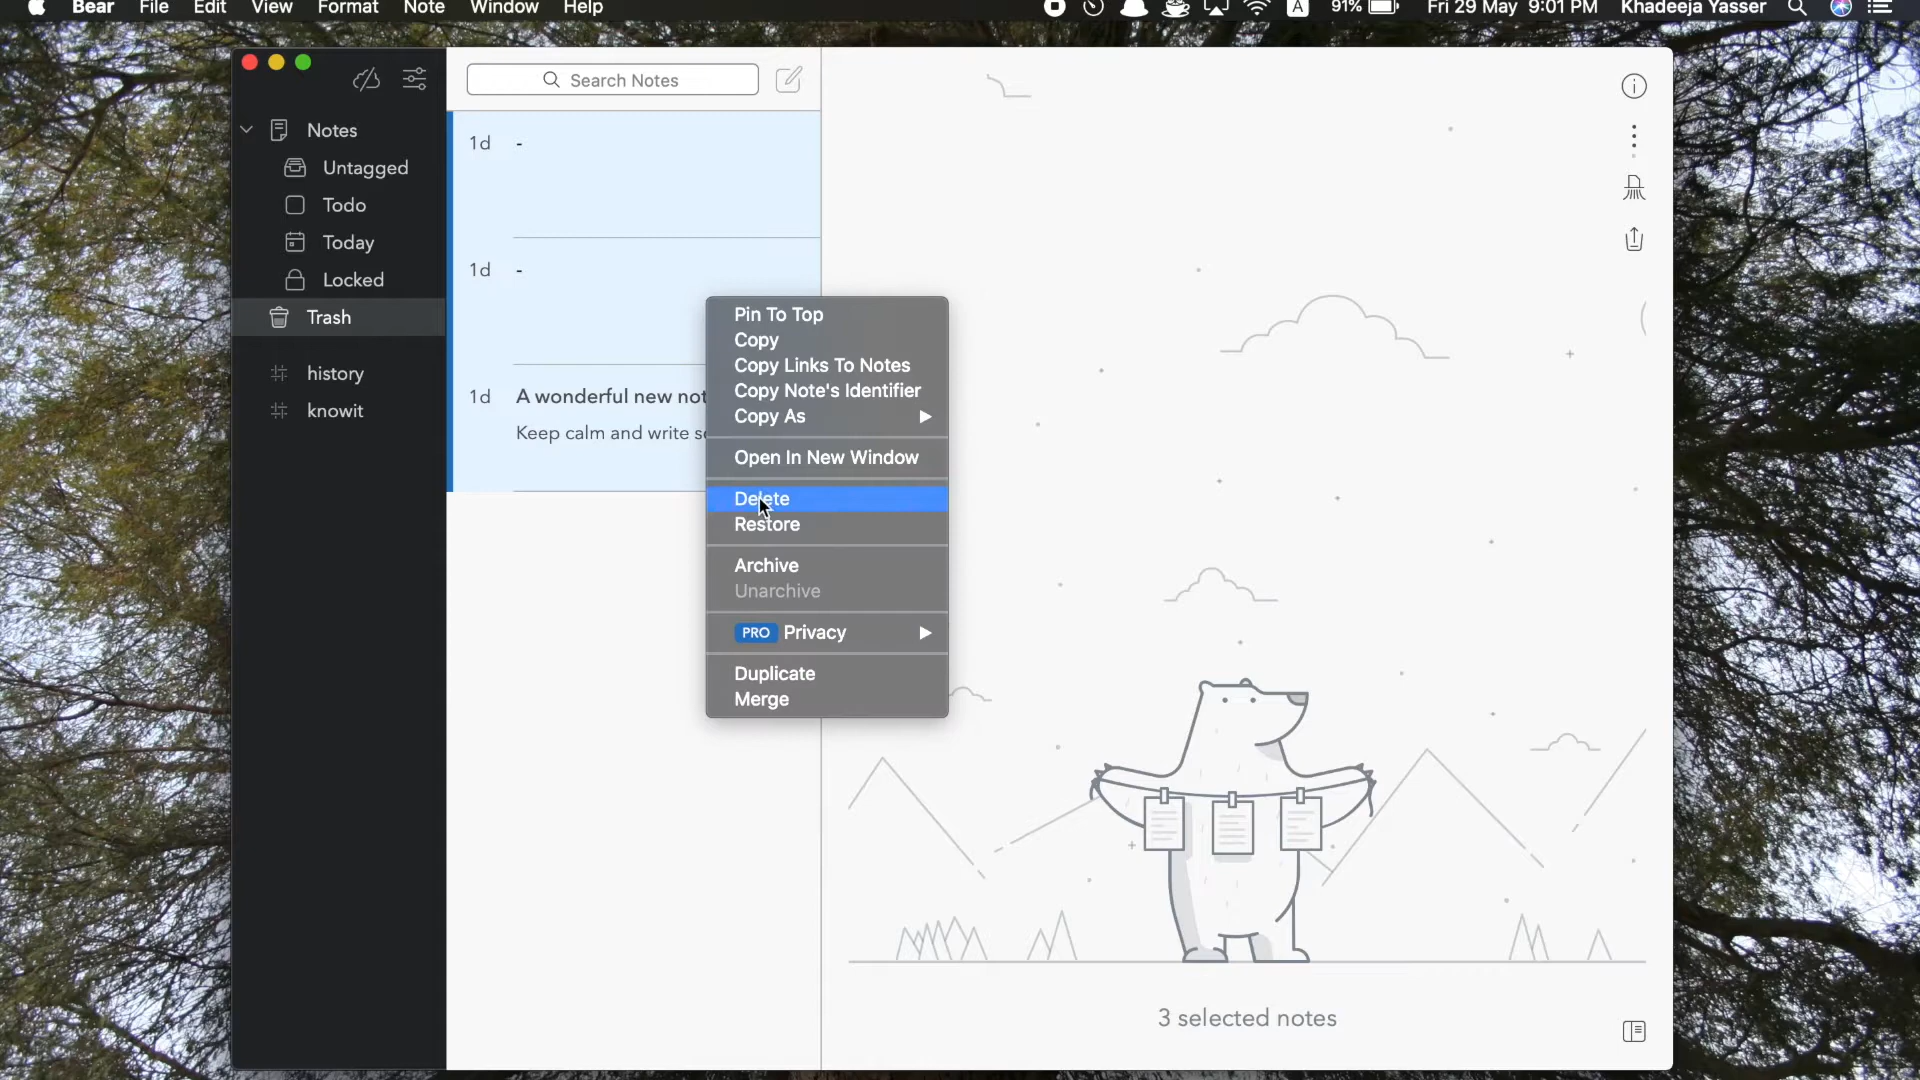 Bear File Edit View Format Note Window Help
A 91% Fri 29 May 9:01 PM Khadeeja Yasser
Search Notes
Notes
Untagged
Todo
Today
Locked
Trash
history
knowit
1d -
1d -
1d A wonderful new
Keep calm and write
Pin To Top
Copy
Copy Links To Notes
Copy Note's Identifier
Copy As
Open In New Window
Delete
Restore
Archive
Unarchive
PRO Privacy
Duplicate
Merge
3 selected notes